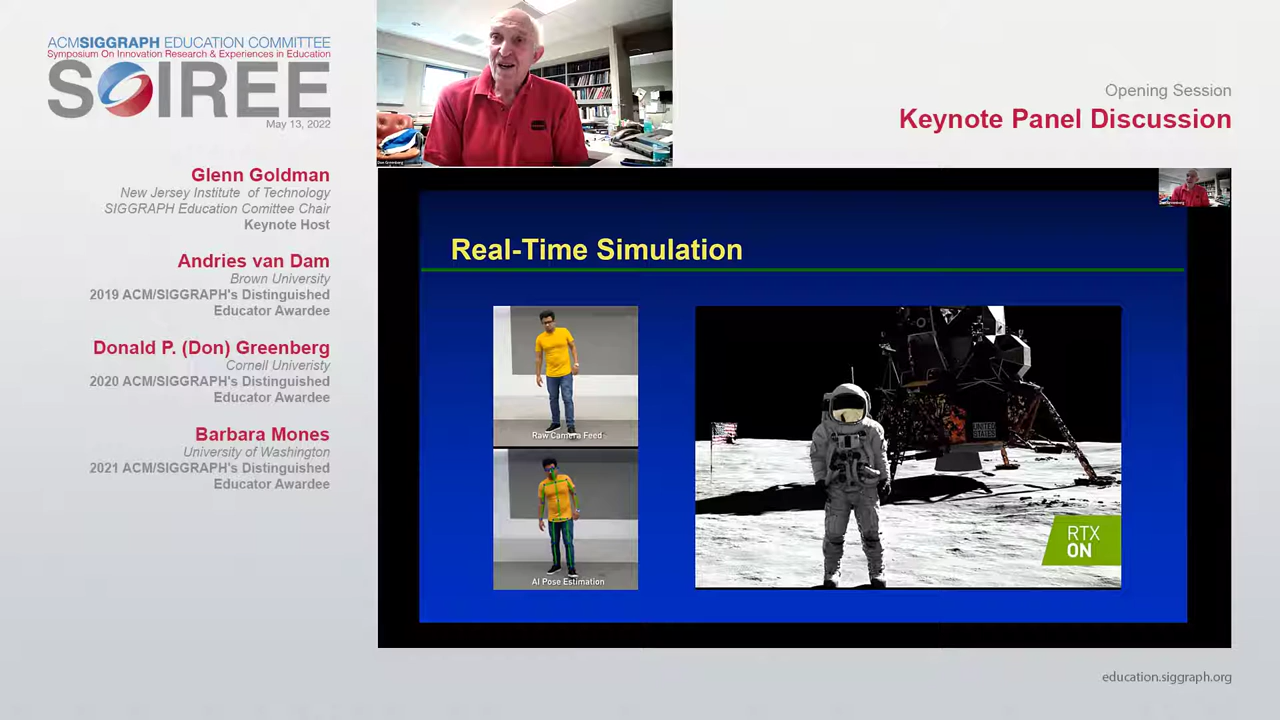 ACMSIGGRAPH EDUCATION COMMITTEE
Symposium On Innovation Research & Experiences in Education
SOIREE
May 13, 2022
Glenn Goldman
New Jersey Institute of Technology
SIGGRAPH Education Comittee Chair
Keynote Host
Andries van Dam
Brown University
2019 ACM/SIGGRAPH's Distinguished
Educator Awardee
Donald P. (Don) Greenberg
Cornell Univeristy
2020 ACM/SIGGRAPH's Distinguished
Educator Awardee
Barbara Mones
University of Washington
2021 ACM/SIGGRAPH's Distinguished
Educator Awardee
Don Greenberg
Opening Session
Keynote Panel Discussion
Real-Time Simulation
Raw Camera Feed
AI Pose Estimation
UNITED
STATES
RTX
ON
education.siggraph.org